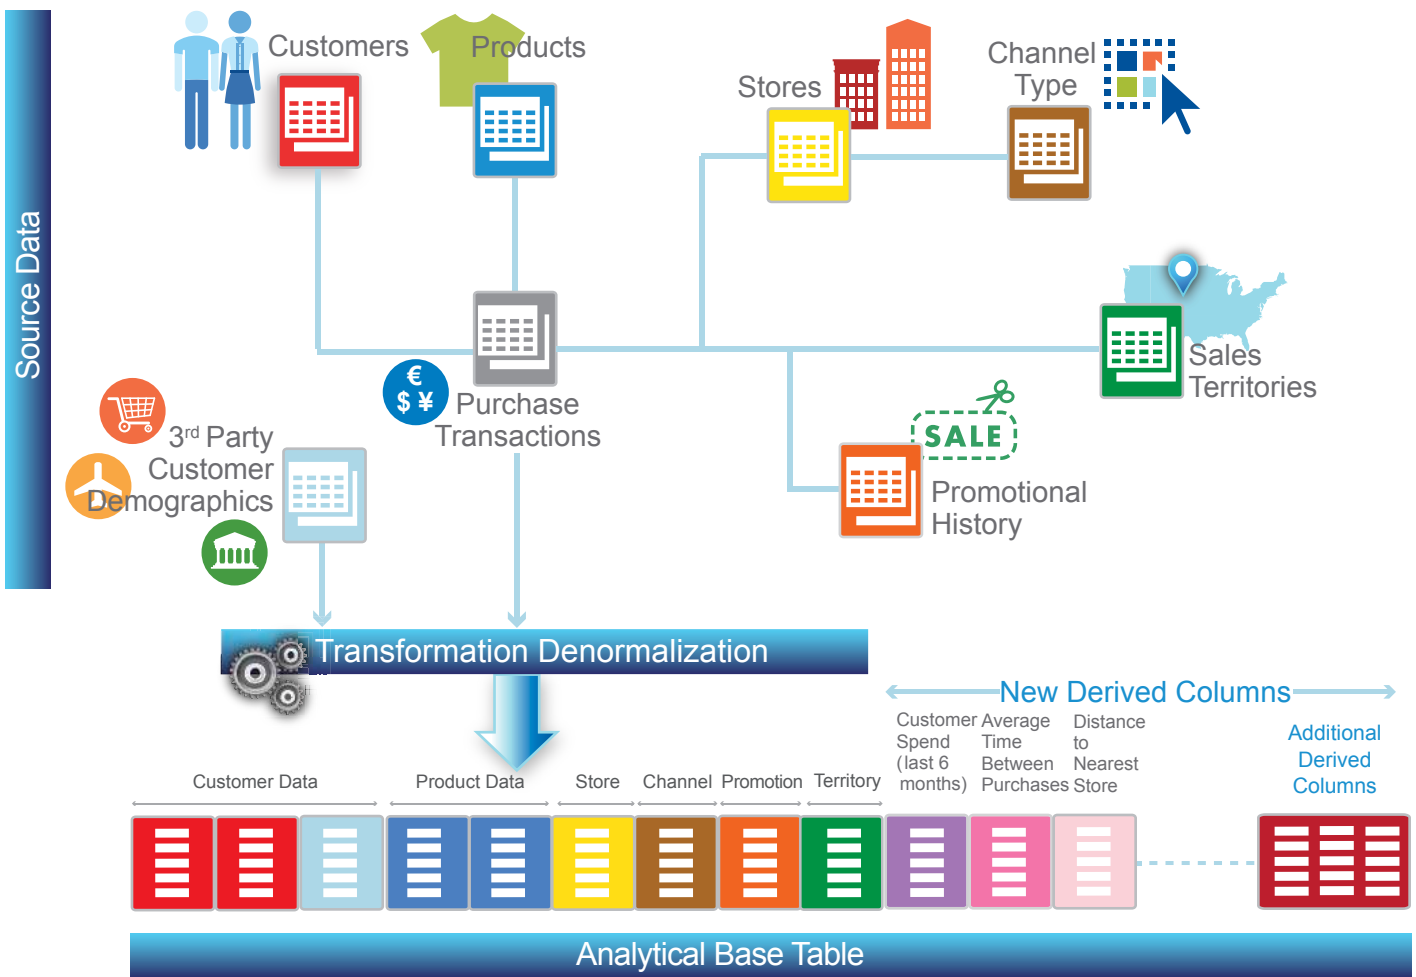 Source Data
Customers
Products
Stores
Channel
Type
€
$ ¥
Purchase
Transactions
Sales
Territories
3rd Party
Customer
Demographics
SALE
Promotional
History
Transformation Denormalization
New Derived Columns
Customer
Spend
(last 6
months)
Average
Time
Between
Purchases
Distance
to
Nearest
Store
Additional
Derived
Columns
Customer Data
Product Data
Store
Channel
Promotion
Territory
Analytical Base Table